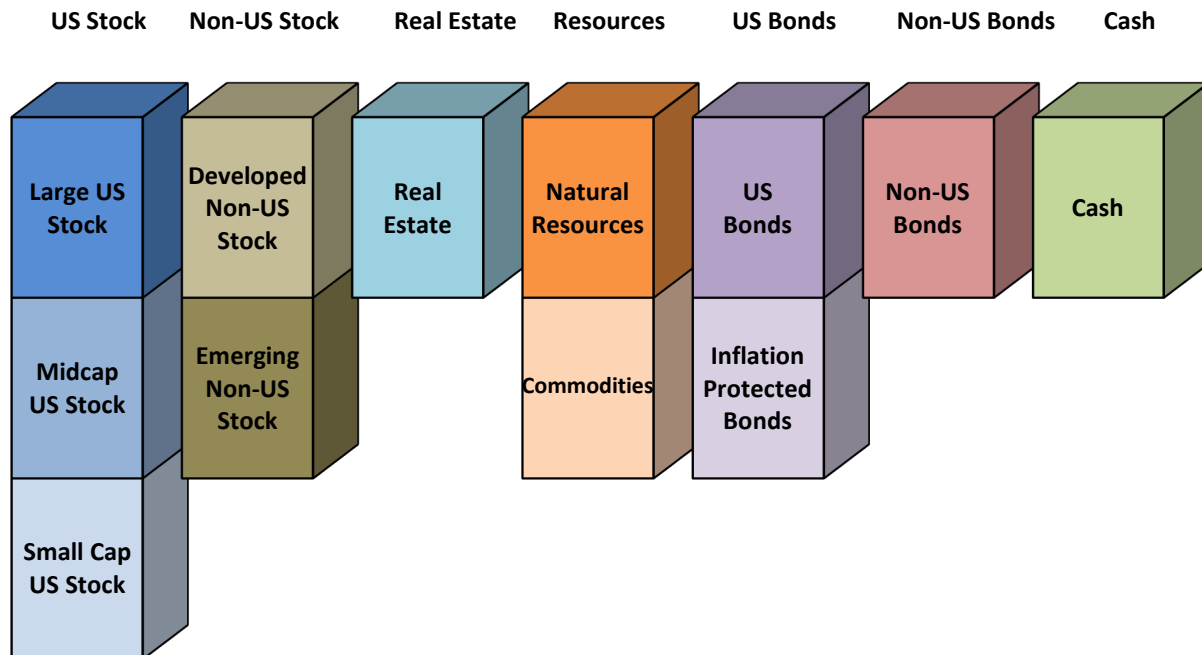 US Stock Non-US Stock Real Estate Resources US Bonds Non-US Bonds Cash
Large US
Stock
Developed
Non-US
Stock
Real
Estate
Natural
Resources
US
Bonds
Non-US
Bonds
Cash
Midcap
US Stock
Emerging
Non-US
Stock
Commodities
Inflation
Protected
Bonds
Small Cap
US Stock